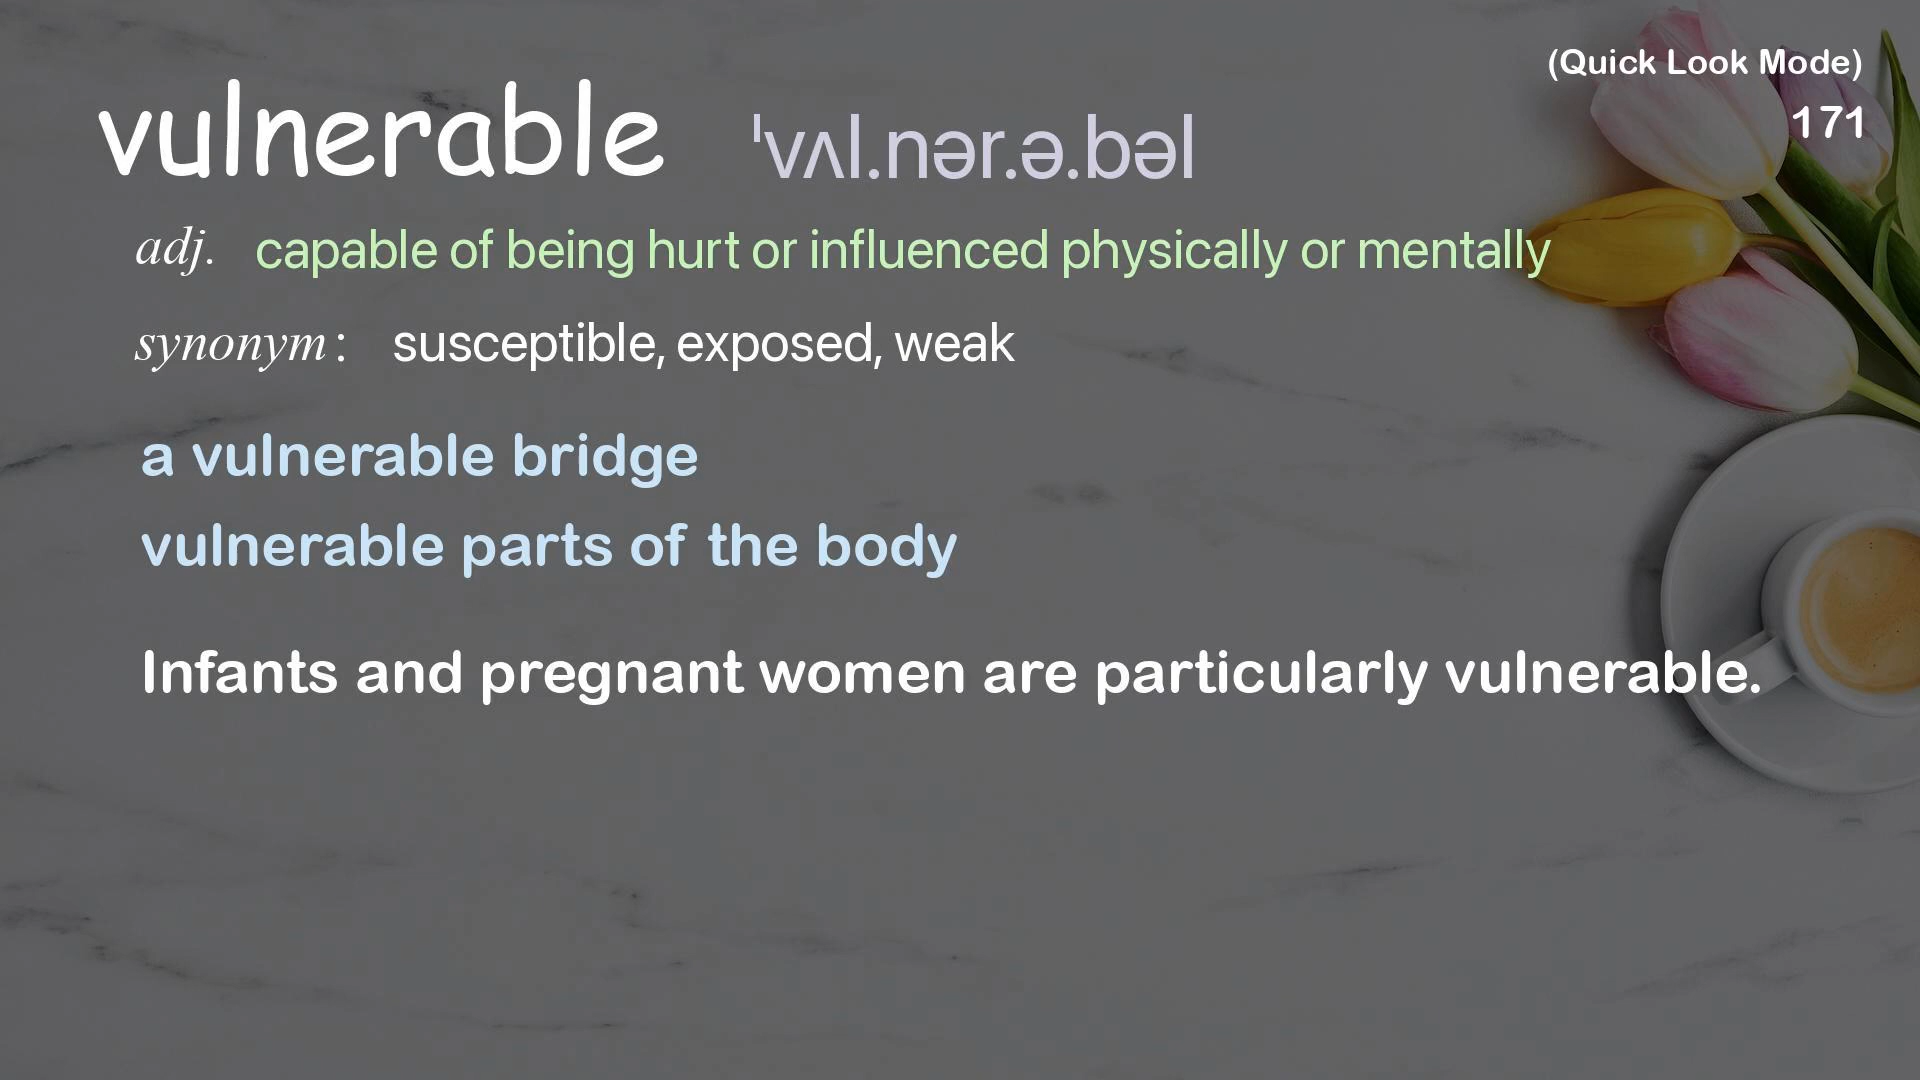 (Quick Look Mode)
171
vulnerable ˈvʌl.nər.ə.bəl
adj. capable of being hurt or influenced physically or mentally
synonym: susceptible, exposed, weak
a vulnerable bridge
vulnerable parts of the body
Infants and pregnant women are particularly vulnerable.